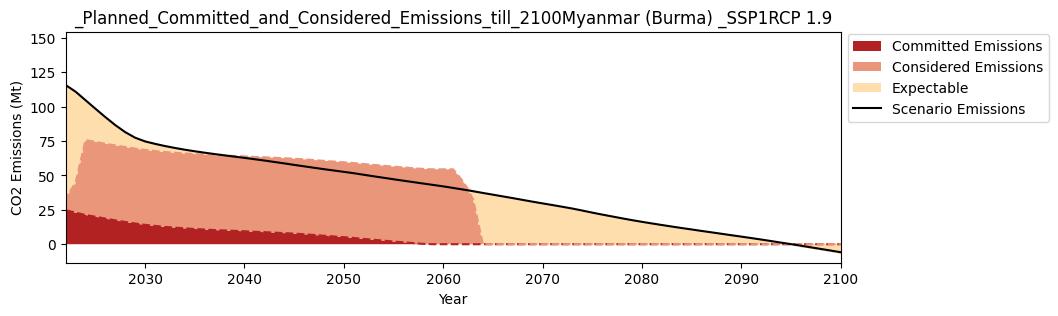 _Planned_Committed_and_Considered_Emissions_till_2100Myanmar (Burma) _SSP1RCP 1.9
150
125
100
75
50
25
0
CO2 Emissions (Mt)
2030
2040
2050
2060
2070
2080
2090
2100
Year
Committed Emissions
Considered Emissions
Expectable
Scenario Emissions